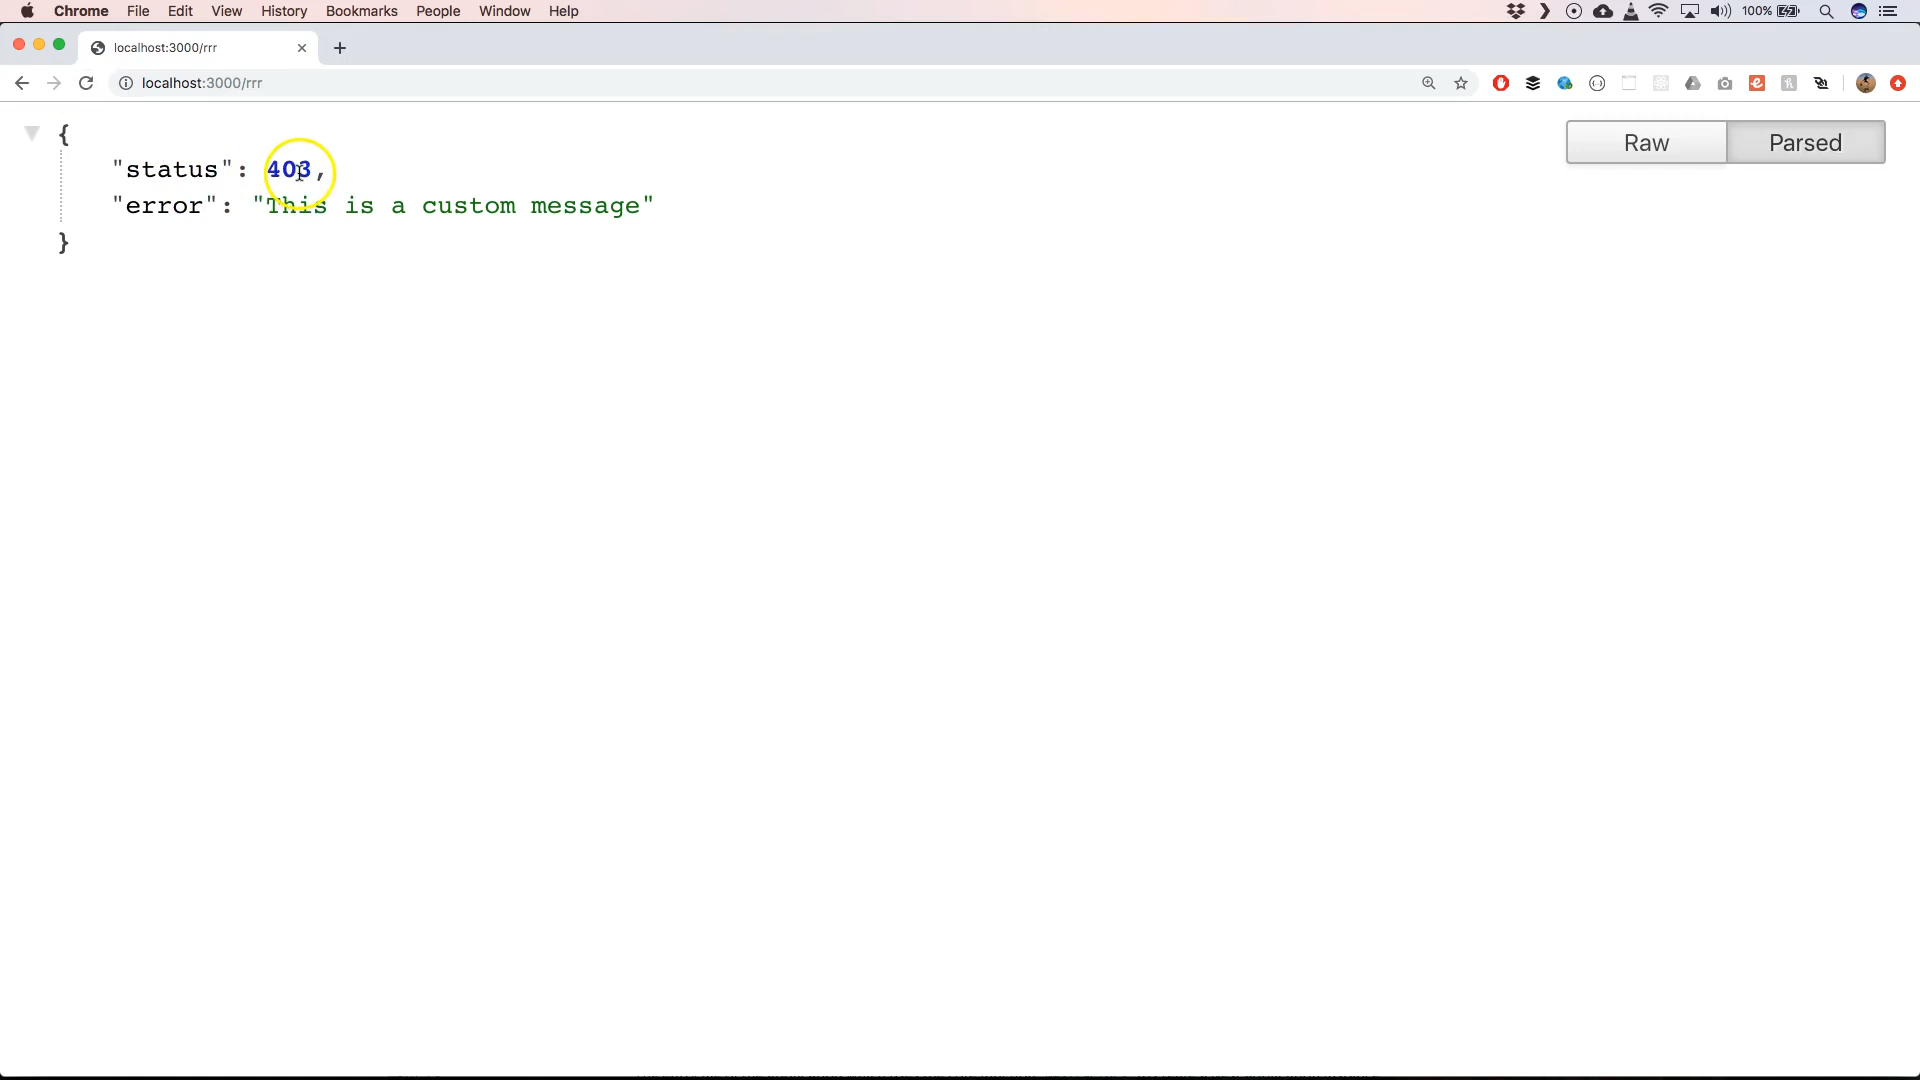 Chrome File Edit View History Bookmarks People Window Help 100%
localhost:3000/rrr
localhost:3000/rrr
Raw Parsed
{
"status": 403,
"error": "This is a custom message"
}